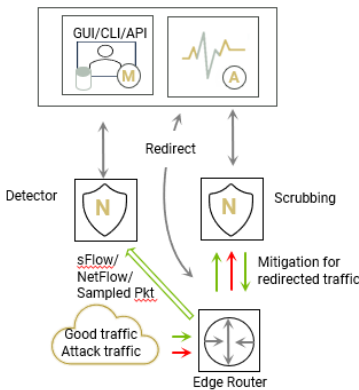 GUI/CLI/API
M
A
Redirect
Detector
N
N
Scrubbing
sFlow/
NetFlow/
Sampled Pkt
Mitigation for
redirected traffic
Good traffic
Attack traffic
Edge Router